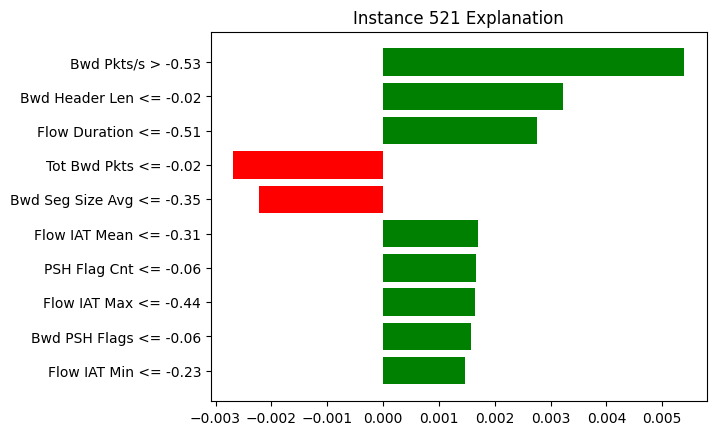 Instance 521 Explanation
Bwd Pkts/s > -0.53
Bwd Header Len <= -0.02
Flow Duration <= -0.51
Tot Bwd Pkts <= -0.02
Bwd Seg Size Avg <= -0.35
Flow IAT Mean <= -0.31
PSH Flag Cnt <= -0.06
Flow IAT Max <= -0.44
Bwd PSH Flags <= -0.06
Flow IAT Min <= -0.23
−0.003 −0.002 −0.001 0.000 0.001 0.002 0.003 0.004 0.005